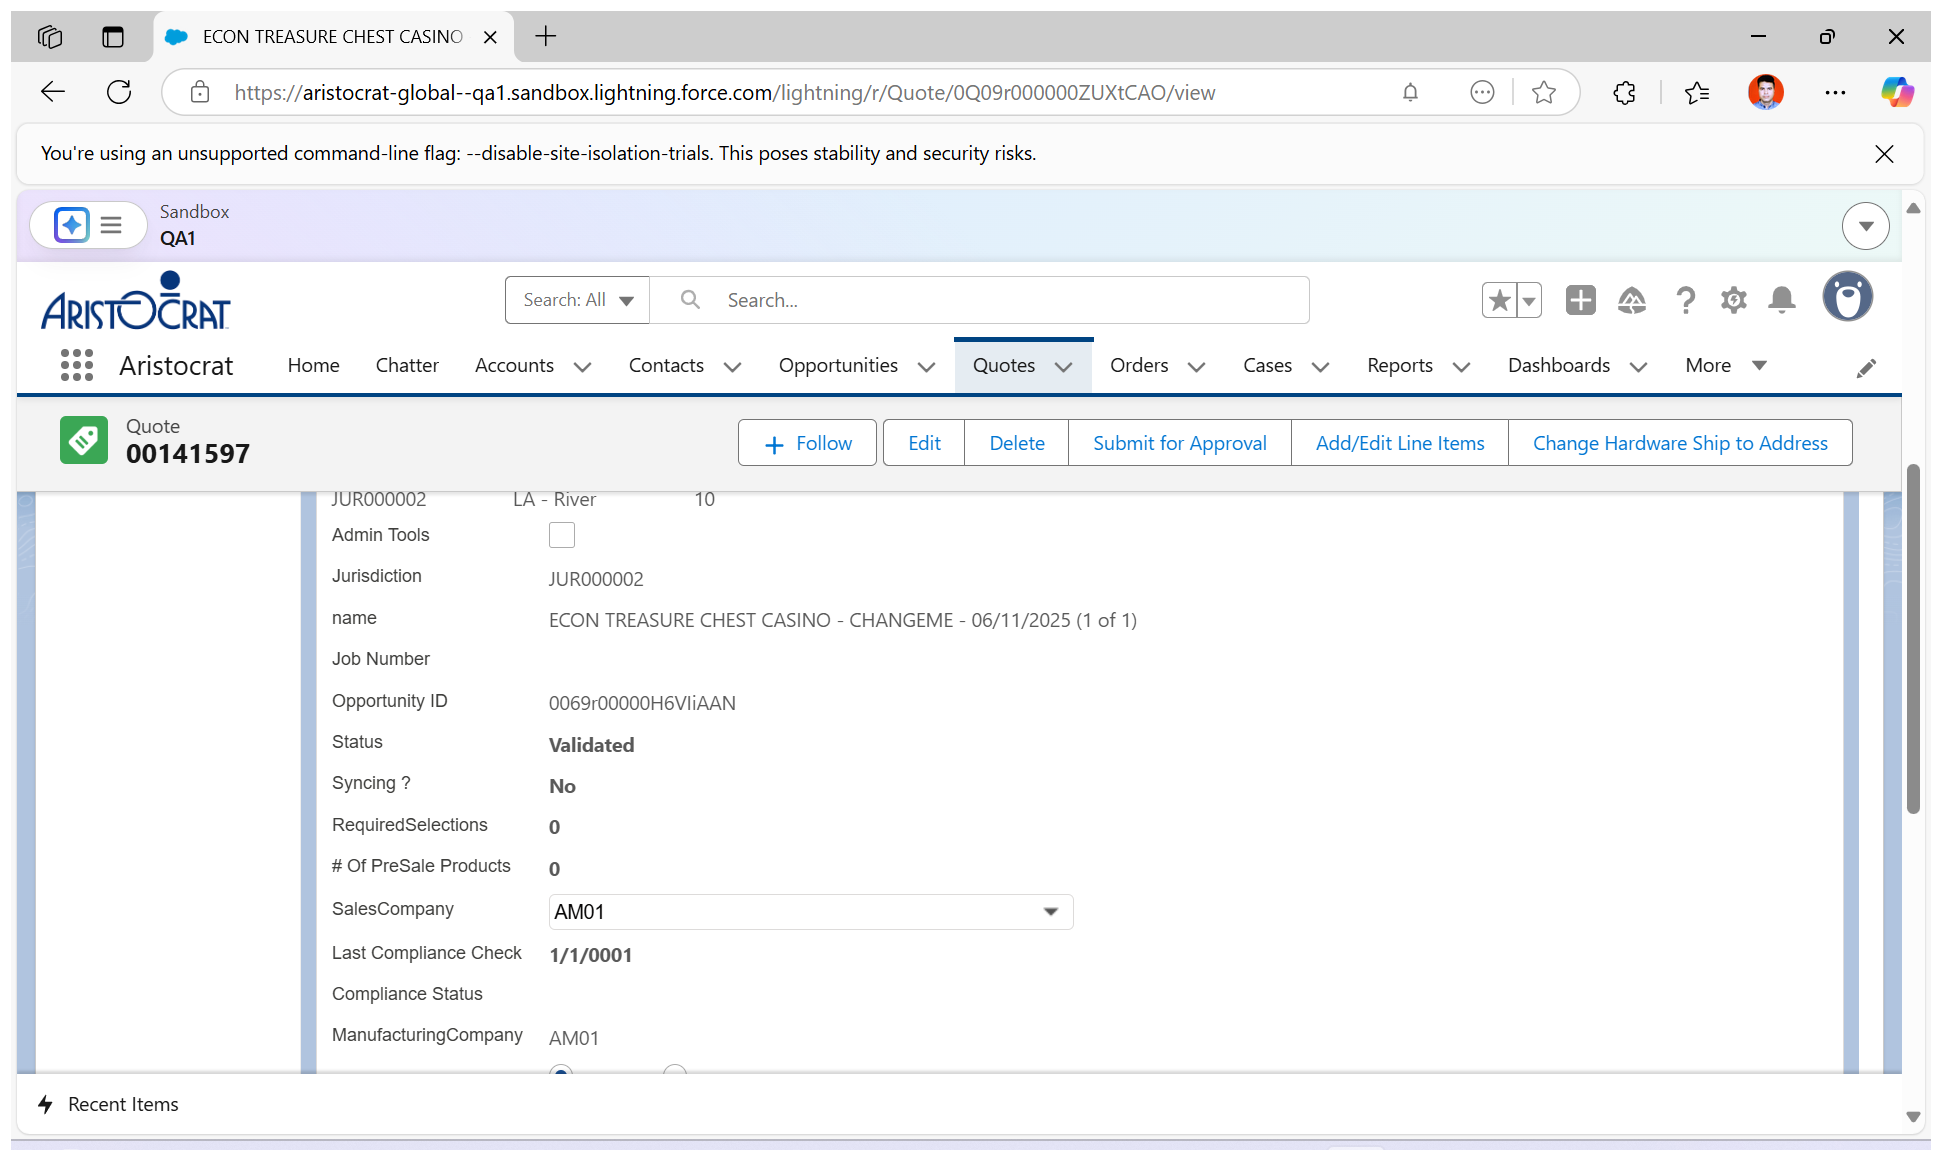 ECON TREASURE CHEST CASINO
https://aristocrat-global--qa1.sandbox.lightning.force.com/lightning/r/Quote/0Q09r000000ZUXtCAO/view
You're using an unsupported command-line flag: --disable-site-isolation-trials. This poses stability and security risks.
Sandbox
QA1
ARISTOCRAT
Search: All
Search...
Aristocrat Home Chatter Accounts Contacts Opportunities Quotes Orders Cases Reports Dashboards More
Quote
00141597
Follow Edit Delete Submit for Approval Add/Edit Line Items Change Hardware Ship to Address
JUR000002 LA - River 10
Admin Tools
Jurisdiction JUR000002
name ECON TREASURE CHEST CASINO - CHANGEME - 06/11/2025 (1 of 1)
Job Number
Opportunity ID 0069r00000H6VIiAAN
Status Validated
Syncing ? No
RequiredSelections 0
# Of PreSale Products 0
SalesCompany AM01
Last Compliance Check 1/1/0001
Compliance Status
ManufacturingCompany AM01
Recent Items